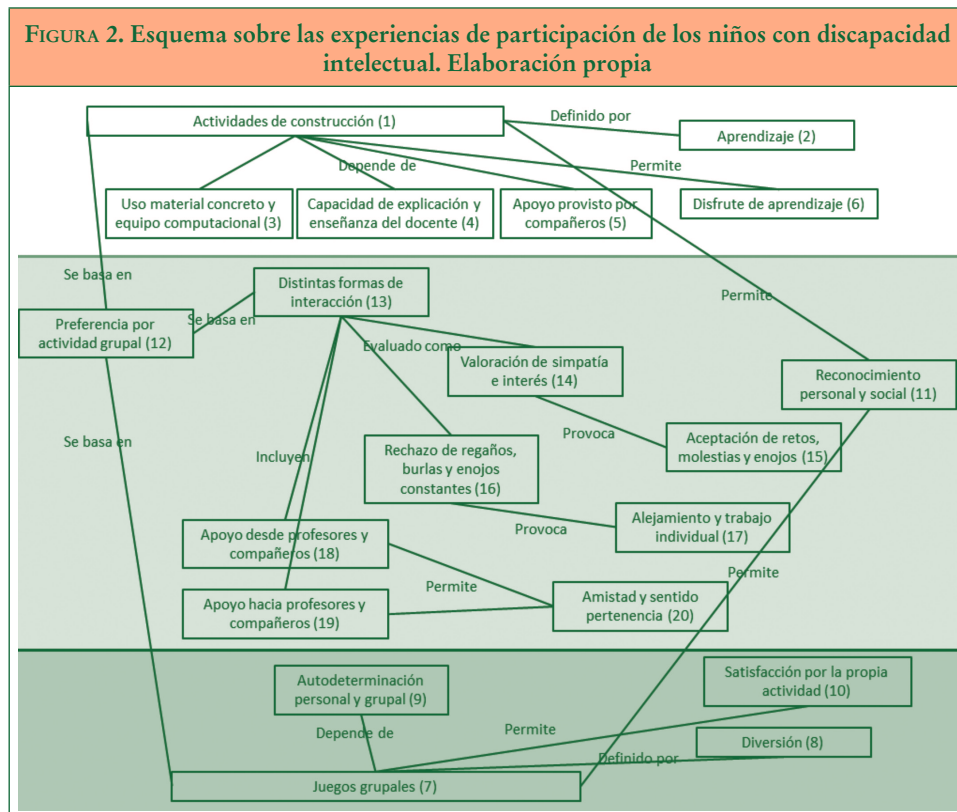 FIGURA 2. Esquema sobre las experiencias de participación de los niños con discapacidad
intelectual. Elaboración propia
Actividades de construcción (1)
Definido por
Aprendizaje (2)
Depende de
Permite
Uso material concreto y
equipo computacional (3)
Capacidad de explicación y
enseñanza del docente (4)
Apoyo provisto por
compañeros (5)
Disfrute de aprendizaje (6)
Se basa en
Distintas formas de
interacción (13)
Permite
Preferencia por
actividad grupal (12)
Se basa en
Evaluado como
Valoración de simpatía
e interés (14)
Reconocimiento
personal y social (11)
Se basa en
Provoca
Aceptación de retos,
molestias y enojos (15)
Incluyen
Rechazo de regaños,
burlas y enojos
constantes (16)
Provoca
Alejamiento y trabajo
individual (17)
Apoyo desde profesores y
compañeros (18)
Permite
Permite
Apoyo hacia profesores y
compañeros (19)
Amistad y sentido
pertenencia (20)
Autodeterminación
personal y grupal (9)
Satisfacción por la propia
actividad (10)
Depende de
Permite
Diversión (8)
Definido por
Juegos grupales (7)